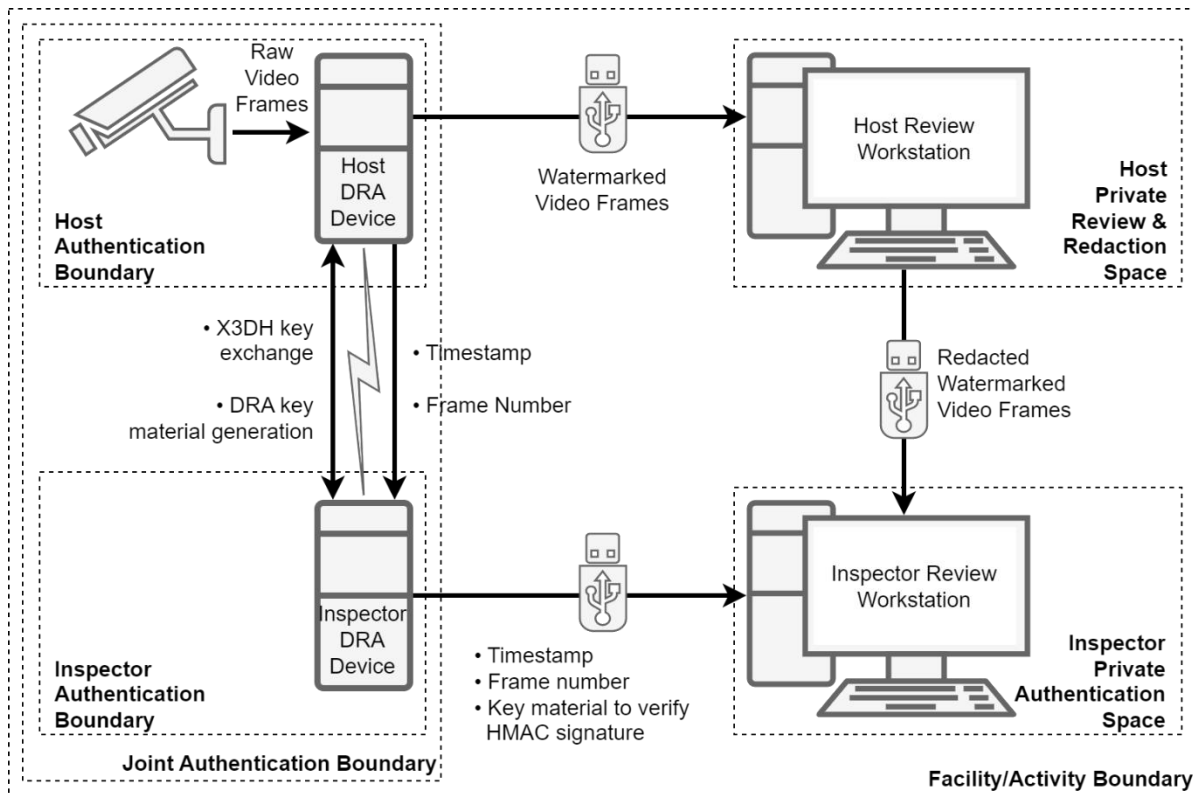 Raw
Video
Frames
Host
DRA
Device
Host
Authentication
Boundary
Watermarked
Video Frames
Host Review
Workstation
Host
Private
Review &
Redaction
Space
• X3DH key
exchange
• DRA key
material generation
• Timestamp
• Frame Number
Redacted
Watermarked
Video Frames
Inspector
DRA
Device
Inspector
Authentication
Boundary
• Timestamp
• Frame number
• Key material to verify
HMAC signature
Inspector Review
Workstation
Inspector
Private
Authentication
Space
Joint Authentication Boundary
Facility/Activity Boundary